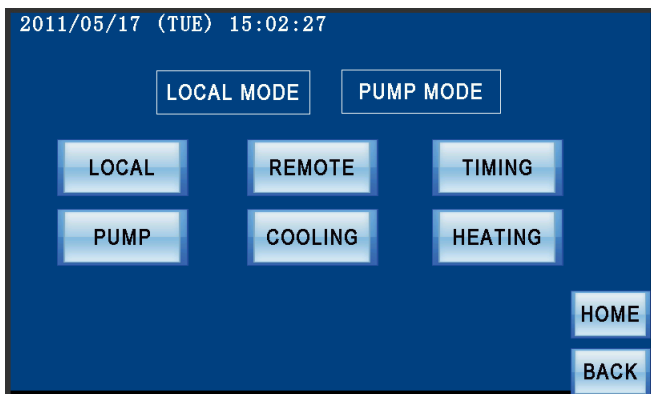 2011/05/17 (TUE) 15:02:27
LOCAL MODE PUMP MODE
LOCAL REMOTE TIMING
PUMP COOLING HEATING
HOME
BACK